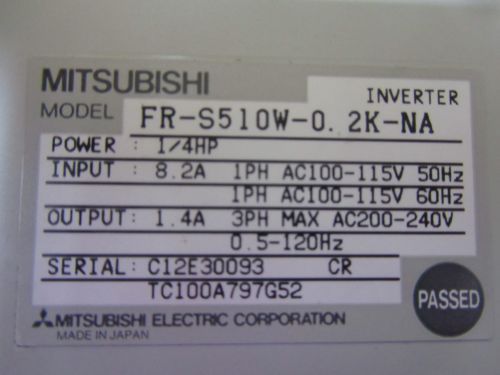 MITSUBISHI
INVERTER
MODEL FR-S510W-0.2K-NA
POWER : 1/4HP
INPUT : 8.2A 1PH AC100-115V 50Hz
1PH AC100-115V 60Hz
OUTPUT: 1.4A 3PH MAX AC200-240V
0.5-120Hz
SERIAL: C12E30093 CR
TC100A797G52
PASSED
MITSUBISHI ELECTRIC CORPORATION
MADE IN JAPAN